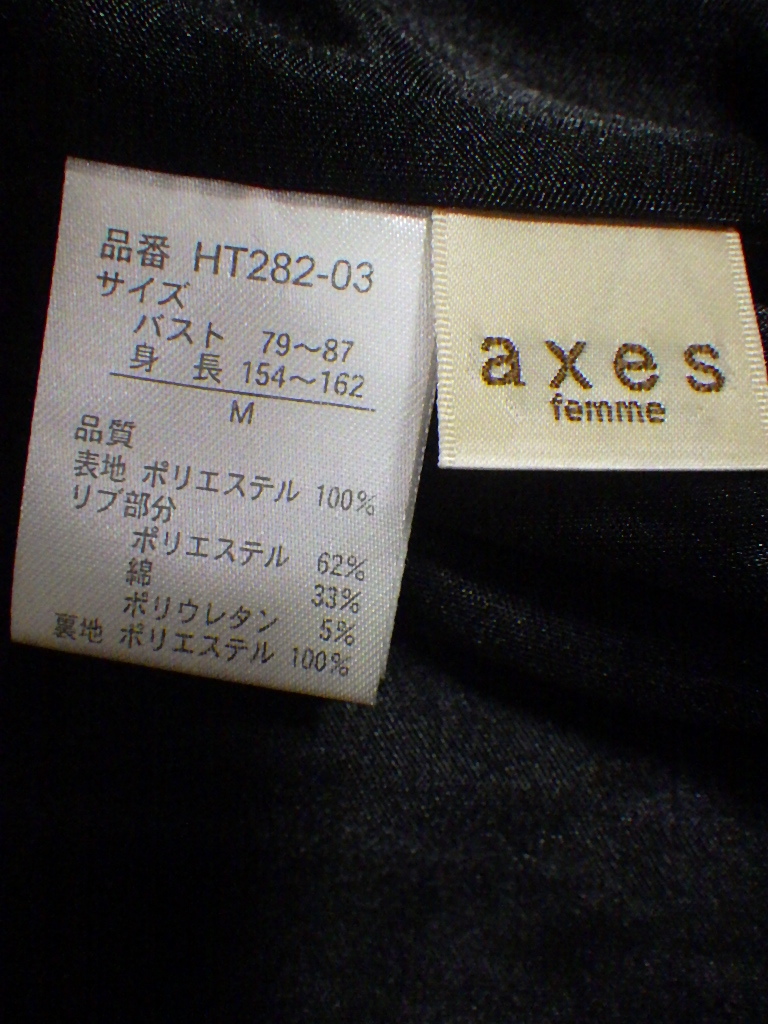 品番 HT282-03
サイズ
バスト 79～87
身 長 154～162
M
品質
表地 ポリエステル 100%
リブ部分
ポリエステル 62%
綿 33%
ポリウレタン 5%
裏地 ポリエステル 100%
axes
femme